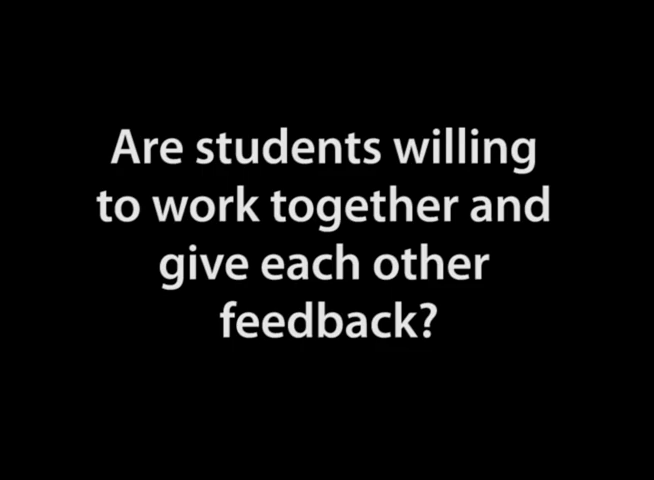 Are students willing
to work together and
give each other
feedback?